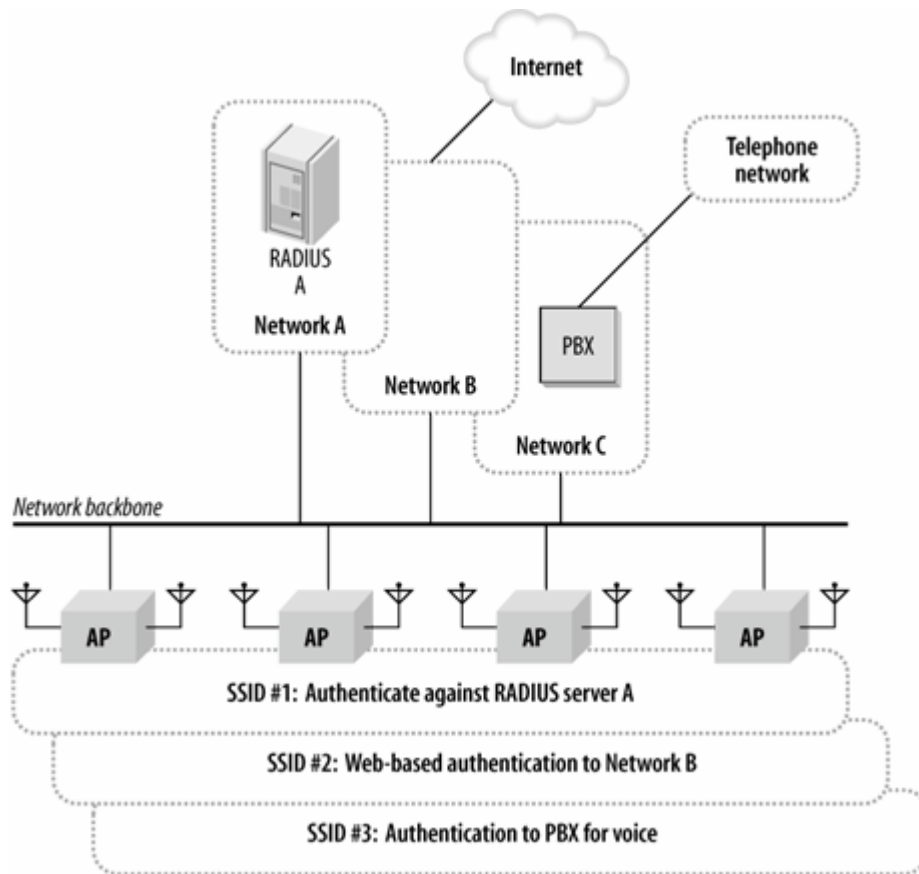 Internet
Telephone
network
RADIUS
A
Network A
PBX
Network B
Network C
Network backbone
AP
AP
AP
AP
SSID #1: Authenticate against RADIUS server A
SSID #2: Web-based authentication to Network B
SSID #3: Authentication to PBX for voice